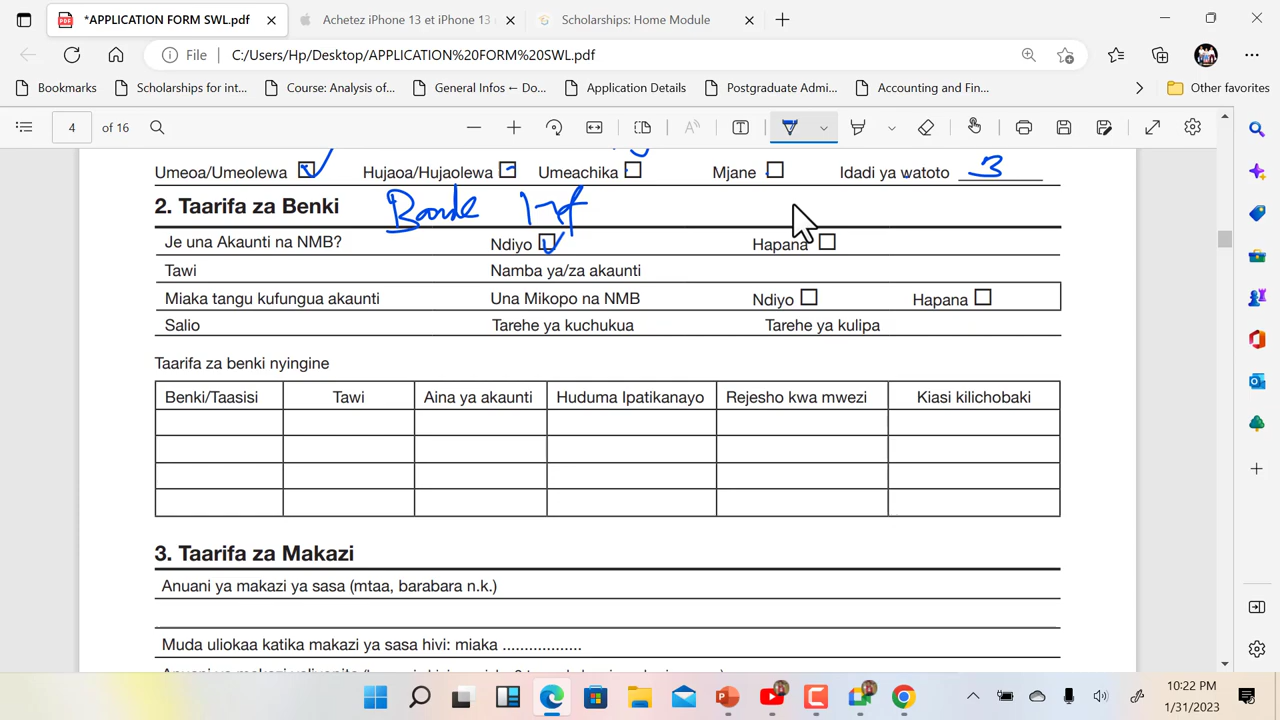 *APPLICATION FORM SWL.pdf
Achetez iPhone 13 et iPhone 13
Scholarships: Home Module
File C:/Users/Hp/Desktop/APPLICATION%20FORM%20SWL.pdf
Bookmarks Scholarships for int... Course: Analysis of... General Infos ← Do... Application Details Postgraduate Admi... Accounting and Fin... Other favorites
4 of 16
Umeoa/Umeolewa Hujaoa/Hujaolewa Umeachika Mjane Idadi ya watoto 3
2. Taarifa za Benki
Je una Akaunti na NMB? Ndiyo Hapana
Tawi Namba ya/za akaunti
Miaka tangu kufungua akaunti Una Mikopo na NMB Ndiyo Hapana
Salio Tarehe ya kuchukua Tarehe ya kulipa
Taarifa za benki nyingine
Benki/Taasisi Tawi Aina ya akaunti Huduma Ipatikanayo Rejesho kwa mwezi Kiasi kilichobaki
3. Taarifa za Makazi
Anuani ya makazi ya sasa (mtaa, barabara n.k.)
Muda uliokaa katika makazi ya sasa hivi: miaka ..................
10:22 PM
1/31/2023